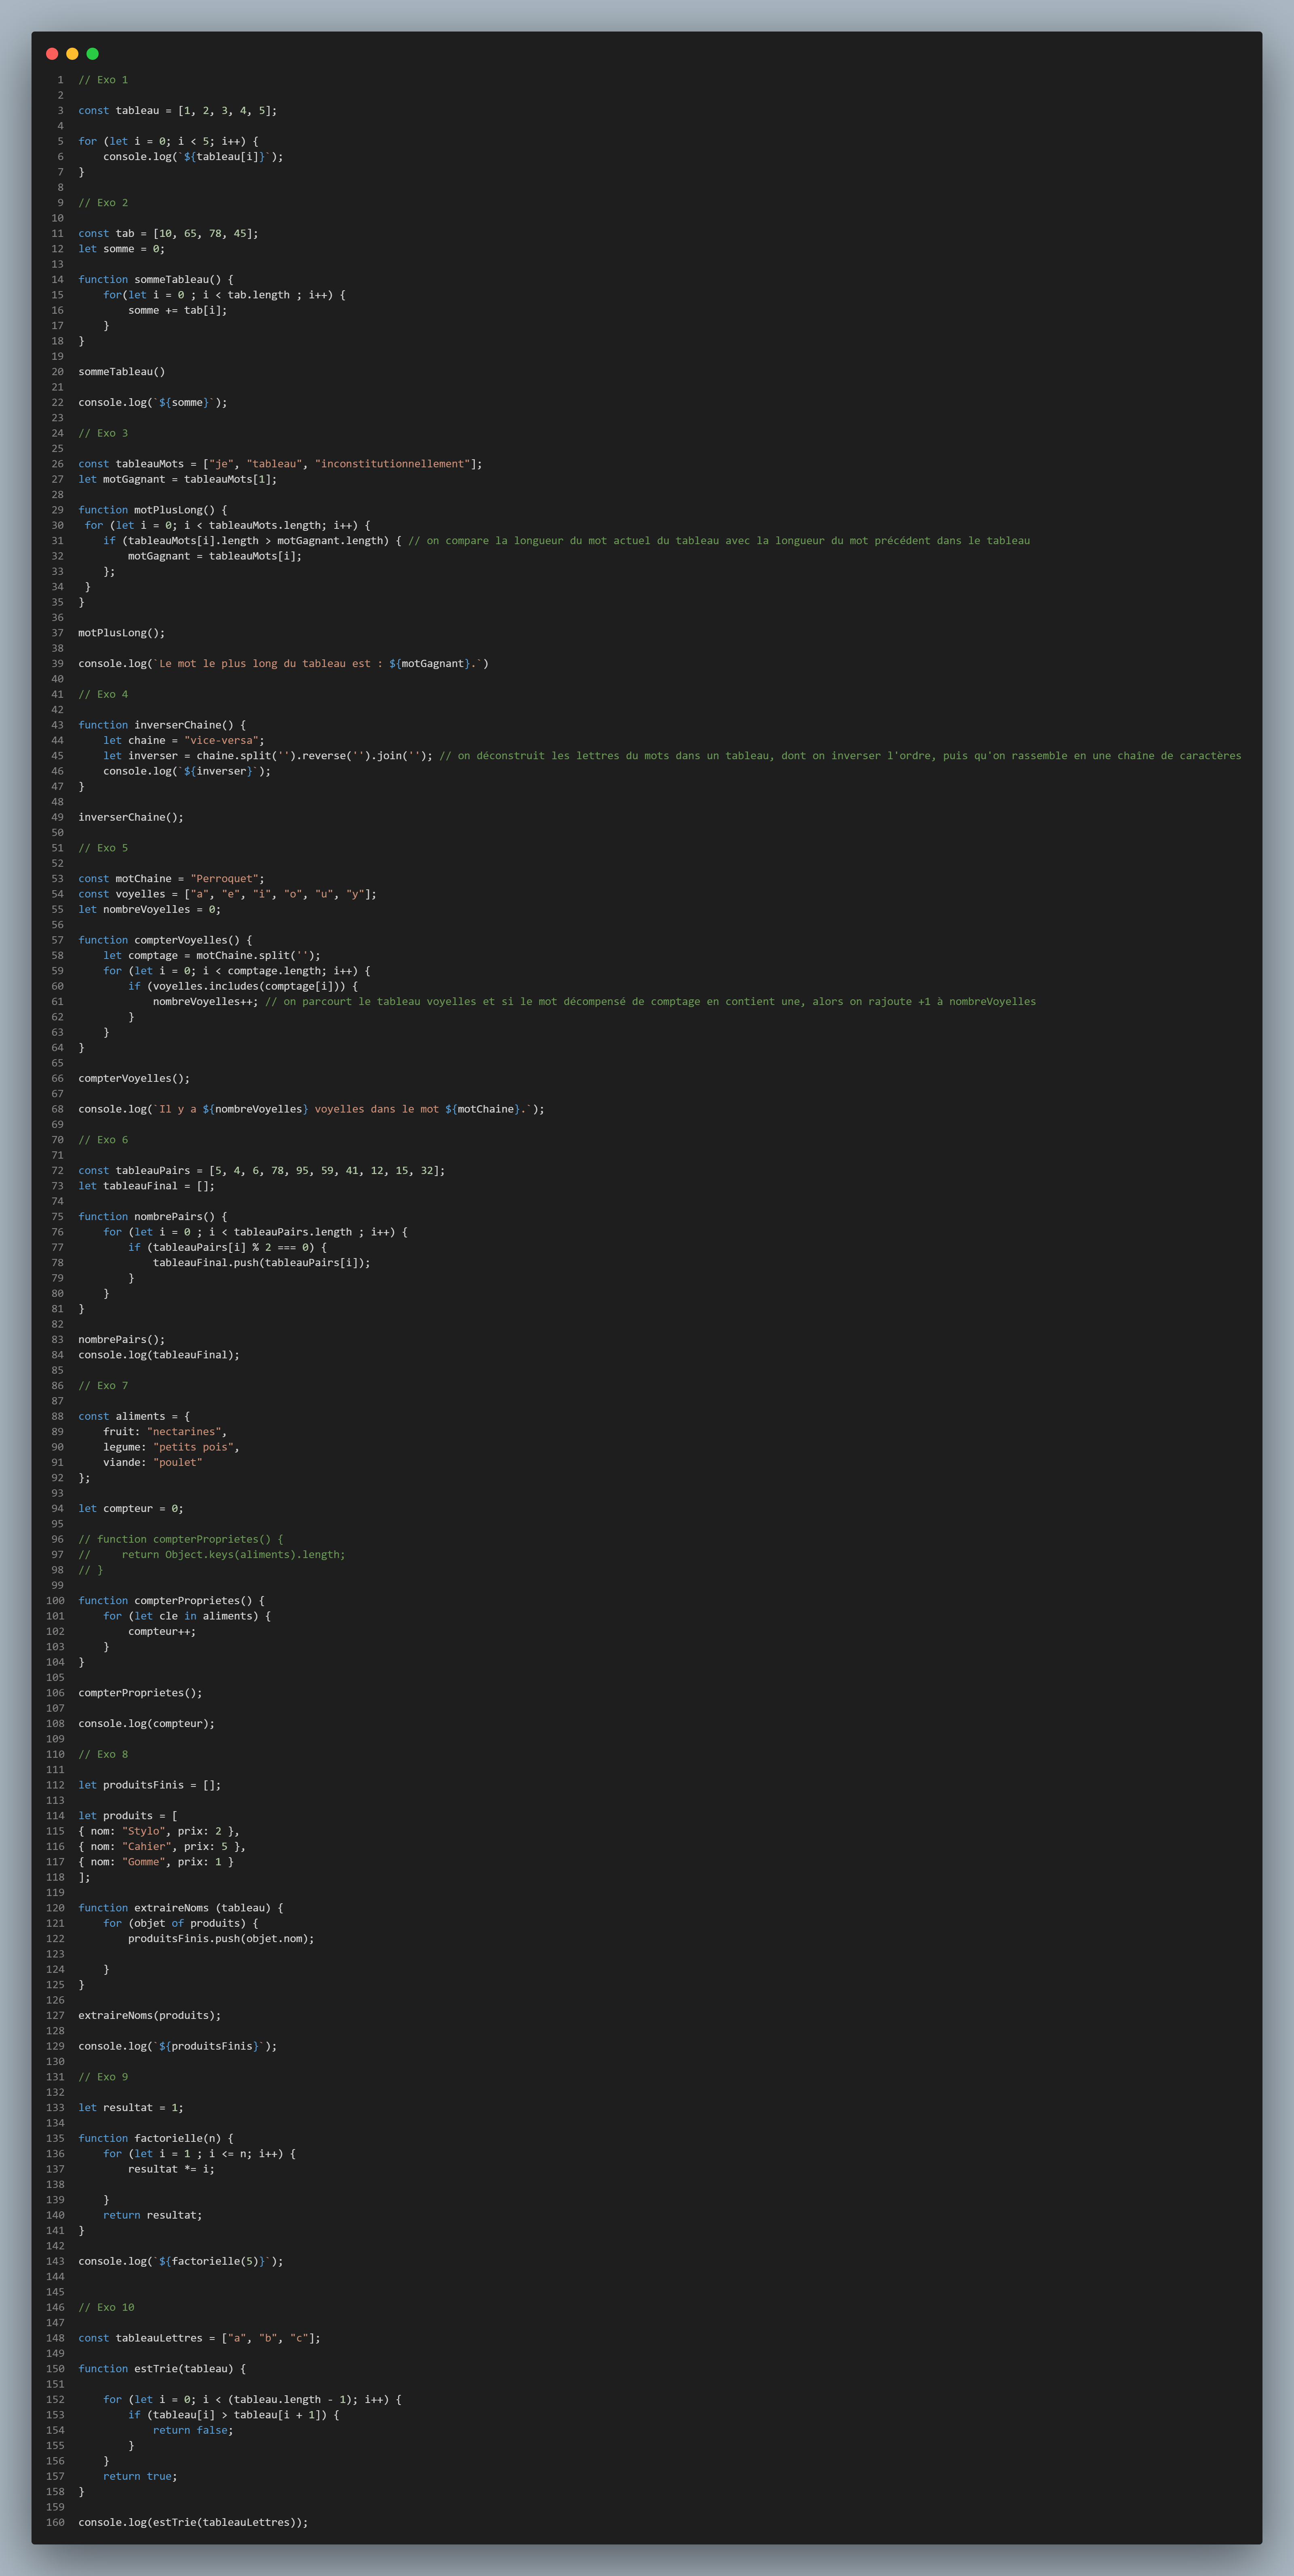 1 // Exo 1
2
3 const tableau = [1, 2, 3, 4, 5];
4
5 for (let i = 0; i < 5; i++) {
6     console.log(`${tableau[i]}`);
7 }
8
9 // Exo 2
10
11 const tab = [10, 65, 78, 45];
12 let somme = 0;
13
14 function sommeTableau() {
15     for(let i = 0 ; i < tab.length ; i++) {
16         somme += tab[i];
17     }
18 }
19
20 sommeTableau()
21
22 console.log(`${somme}`);
23
24 // Exo 3
25
26 const tableauMots = ["je", "tableau", "inconstitutionnellement"];
27 let motGagnant = tableauMots[1];
28
29 function motPlusLong() {
30  for (let i = 0; i < tableauMots.length; i++) {
31     if (tableauMots[i].length > motGagnant.length) { // on compare la longueur du mot actuel du tableau avec la longueur du mot précédent dans le tableau
32         motGagnant = tableauMots[i];
33     };
34  }
35 }
36
37 motPlusLong();
38
39 console.log(`Le mot le plus long du tableau est : ${motGagnant}.`)
40
41 // Exo 4
42
43 function inverserChaine() {
44     let chaine = "vice-versa";
45     let inverser = chaine.split('').reverse('').join(''); // on déconstruit les lettres du mots dans un tableau, dont on inverser l'ordre, puis qu'on rassemble en une chaîne de caractères
46     console.log(`${inverser}`);
47 }
48
49 inverserChaine();
50
51 // Exo 5
52
53 const motChaine = "Perroquet";
54 const voyelles = ["a", "e", "i", "o", "u", "y"];
55 let nombreVoyelles = 0;
56
57 function compterVoyelles() {
58     let comptage = motChaine.split('');
59     for (let i = 0; i < comptage.length; i++) {
60         if (voyelles.includes(comptage[i])) {
61             nombreVoyelles++; // on parcourt le tableau voyelles et si le mot décompensé de comptage en contient une, alors on rajoute +1 à nombreVoyelles
62         }
63     }
64 }
65
66 compterVoyelles();
67
68 console.log(`Il y a ${nombreVoyelles} voyelles dans le mot ${motChaine}.`);
69
70 // Exo 6
71
72 const tableauPairs = [5, 4, 6, 78, 95, 59, 41, 12, 15, 32];
73 let tableauFinal = [];
74
75 function nombrePairs() {
76     for (let i = 0 ; i < tableauPairs.length ; i++) {
77         if (tableauPairs[i] % 2 === 0) {
78             tableauFinal.push(tableauPairs[i]);
79         }
80     }
81 }
82
83 nombrePairs();
84 console.log(tableauFinal);
85
86 // Exo 7
87
88 const aliments = {
89     fruit: "nectarines",
90     legume: "petits pois",
91     viande: "poulet"
92 };
93
94 let compteur = 0;
95
96 // function compterProprietes() {
97 //     return Object.keys(aliments).length;
98 // }
99
100 function compterProprietes() {
101     for (let cle in aliments) {
102         compteur++;
103     }
104 }
105
106 compterProprietes();
107
108 console.log(compteur);
109
110 // Exo 8
111
112 let produitsFinis = [];
113
114 let produits = [
115 { nom: "Stylo", prix: 2 },
116 { nom: "Cahier", prix: 5 },
117 { nom: "Gomme", prix: 1 }
118 ];
119
120 function extraireNoms (tableau) {
121     for (objet of produits) {
122         produitsFinis.push(objet.nom);
123
124     }
125 }
126
127 extraireNoms(produits);
128
129 console.log(`${produitsFinis}`);
130
131 // Exo 9
132
133 let resultat = 1;
134
135 function factorielle(n) {
136     for (let i = 1 ; i <= n; i++) {
137         resultat *= i;
138
139     }
140     return resultat;
141 }
142
143 console.log(`${factorielle(5)}`);
144
145
146 // Exo 10
147
148 const tableauLettres = ["a", "b", "c"];
149
150 function estTrie(tableau) {
151
152     for (let i = 0; i < (tableau.length - 1); i++) {
153         if (tableau[i] > tableau[i + 1]) {
154             return false;
155         }
156     }
157     return true;
158 }
159
160 console.log(estTrie(tableauLettres));